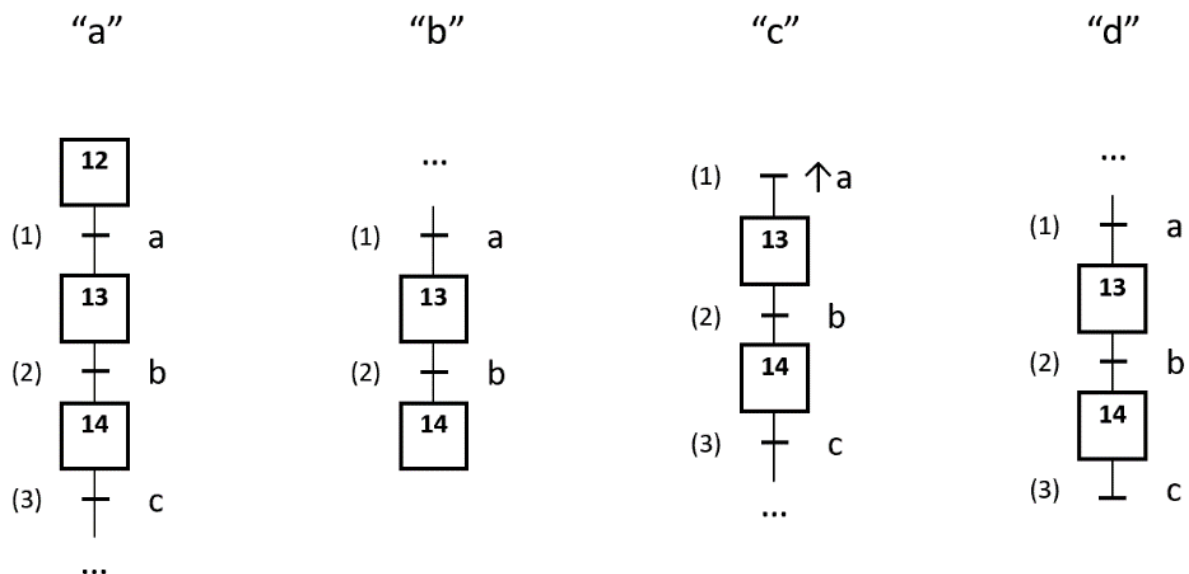 “a” “b” “c” “d”
12
(1) a
13
(2) b
14
(3) c
...
...
(1) a
13
(2) b
14
(1) ↑a
13
(2) b
14
(3) c
...
...
(1) a
13
(2) b
14
(3) c